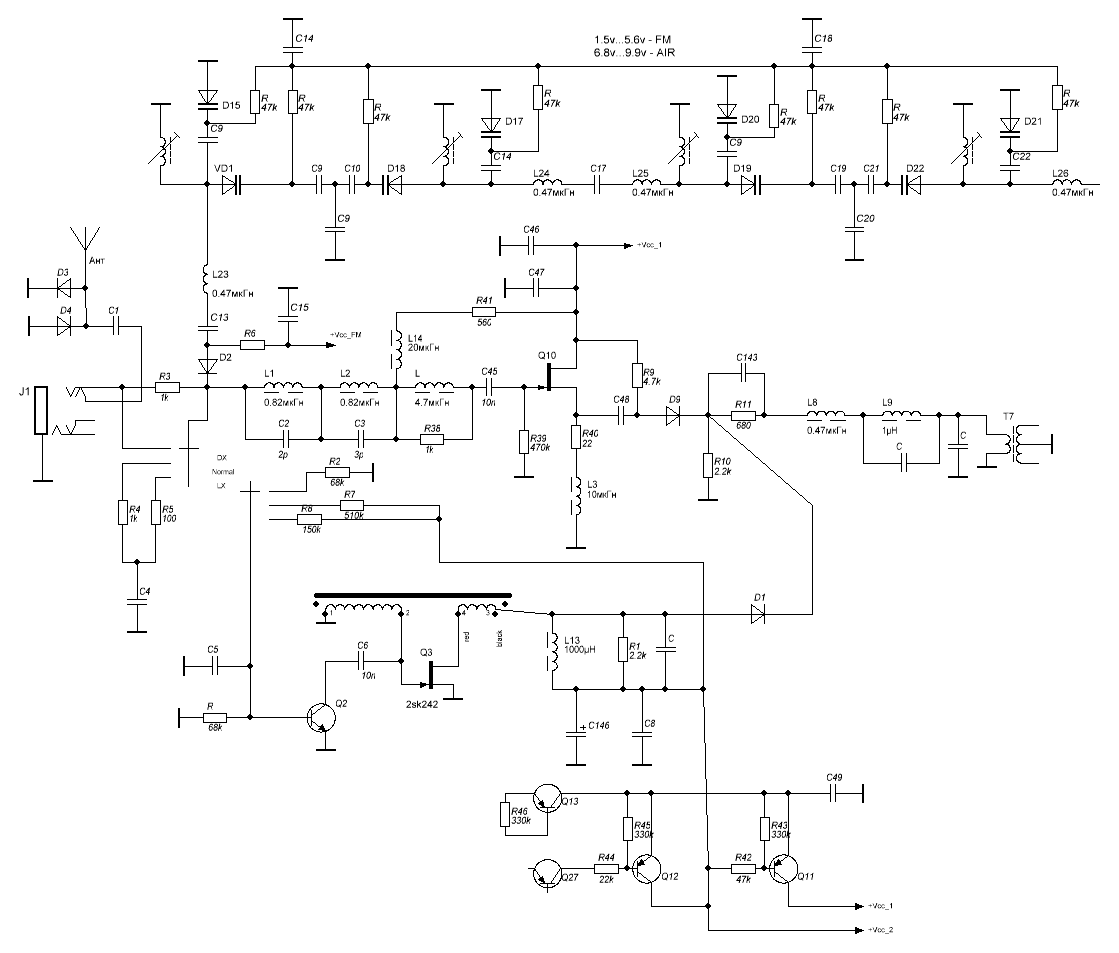 C14
1.5v...5.6v - FM
6.8v...9.9v - AIR
C18
D15
R
47k
R
47k
R
47k
D17
R
47k
D20
R
47k
R
47k
R
47k
D21
R
47k
C9
C14
C9
C22
VD1
C9
C10
D18
L24
0.47мкГн
C17
L25
0.47мкГн
D19
C19
C21
D22
L26
0.47мкГн
C9
C20
Ант
C46
+Vcc_1
D3
C47
L23
0.47мкГн
D4
C1
C13
C15
R41
560
R6
+Vcc_FM
L14
20мкГн
D2
Q10
C143
J1
R3
1k
L1
0.82мкГн
L2
0.82мкГн
L
4.7мкГн
C45
10n
R9
4.7k
C48
D9
R11
680
L8
0.47мкГн
L9
1μH
T7
C2
2p
C3
3p
R38
1k
R39
470k
R40
22
C
C
DX
Normal
LX
R2
68k
R10
2.2k
L3
10мкГн
R4
1k
R5
100
R7
510k
R8
150k
C4
D1
1
2
4
3
red
black
C5
C6
10n
Q3
L13
1000μH
R1
2.2k
C
R
68k
Q2
2sk242
C146
+
C8
C49
R46
330k
Q13
R45
330k
R43
330k
Q27
R44
22k
Q12
R42
47k
Q11
+Vcc_1
+Vcc_2